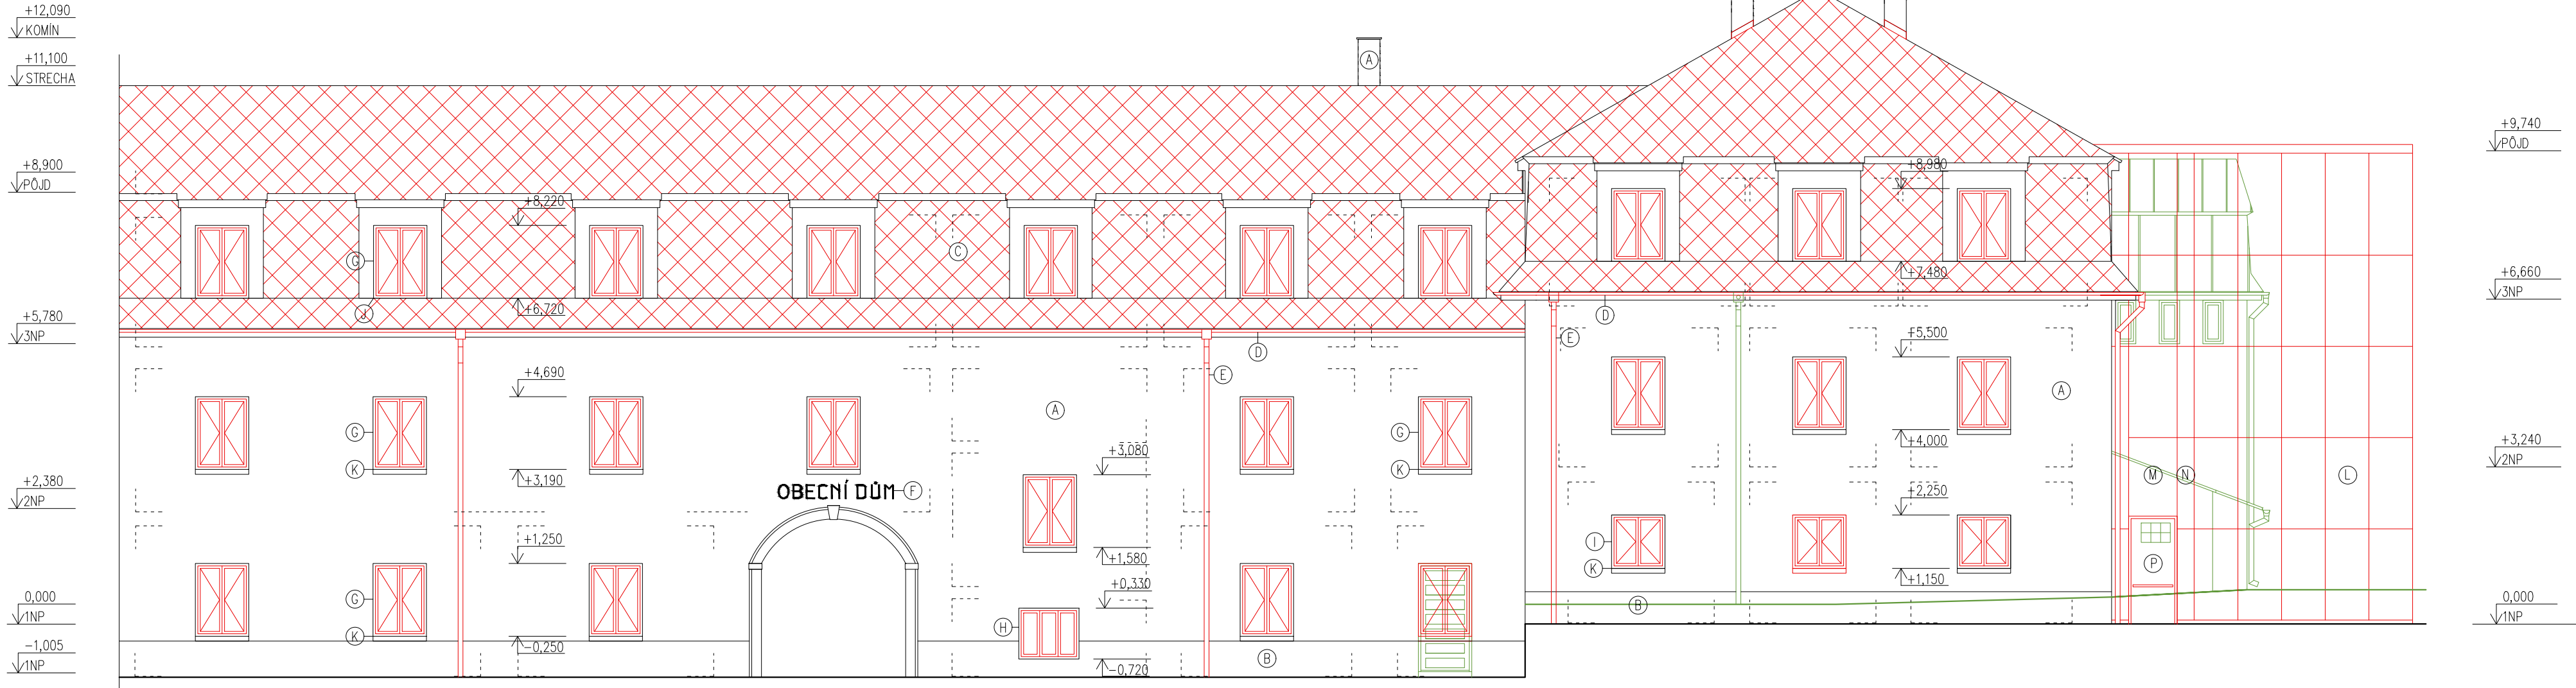 +12,090
KOMÍN
+11,100
STRECHA
+8,900
PÔJD
+5,780
3NP
+2,380
2NP
0,000
1NP
-1,005
1NP
A
+8,220
G
C
J
+6,720
D
E
+4,690
A
G
K
+3,190
G
K
+3,080
OBECNÍ DŮM
F
+1,250
+1,580
+0,330
G
H
K
-0,250
-0,720
B
+8,980
+7,480
D
E
+5,500
A
+4,000
+2,250
I
K
+1,150
B
M
N
L
P
+9,740
PÔJD
+6,660
3NP
+3,240
2NP
0,000
1NP